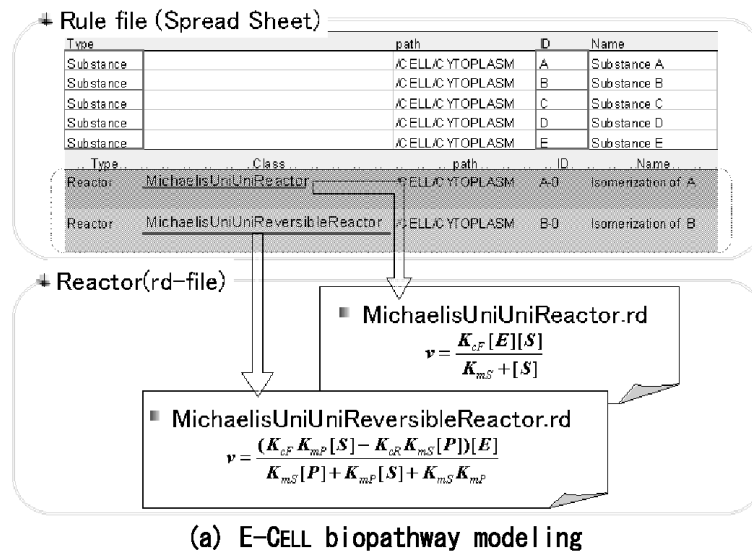 Rule file (Spread Sheet)
Type path ID Name
Substance /CELL/CYTOPLASM A Substance A
Substance /CELL/CYTOPLASM B Substance B
Substance /CELL/CYTOPLASM C Substance C
Substance /CELL/CYTOPLASM D Substance D
Substance /CELL/CYTOPLASM E Substance E
Type Class path ID Name
Reactor MichaelisUniUniReactor /CELL/CYTOPLASM A-0 Isomerization of A
Reactor MichaelisUniUniReversibleReactor /CELL/CYTOPLASM B-0 Isomerization of B
Reactor(rd-file)
MichaelisUniUniReactor.rd
v = K_cF [E][S] / K_mS + [S]
MichaelisUniUniReversibleReactor.rd
v = (K_cF K_mP [S] − K_cR K_mS [P])[E] / K_mS [P] + K_mP [S] + K_mS K_mP
(a) E-CELL biopathway modeling